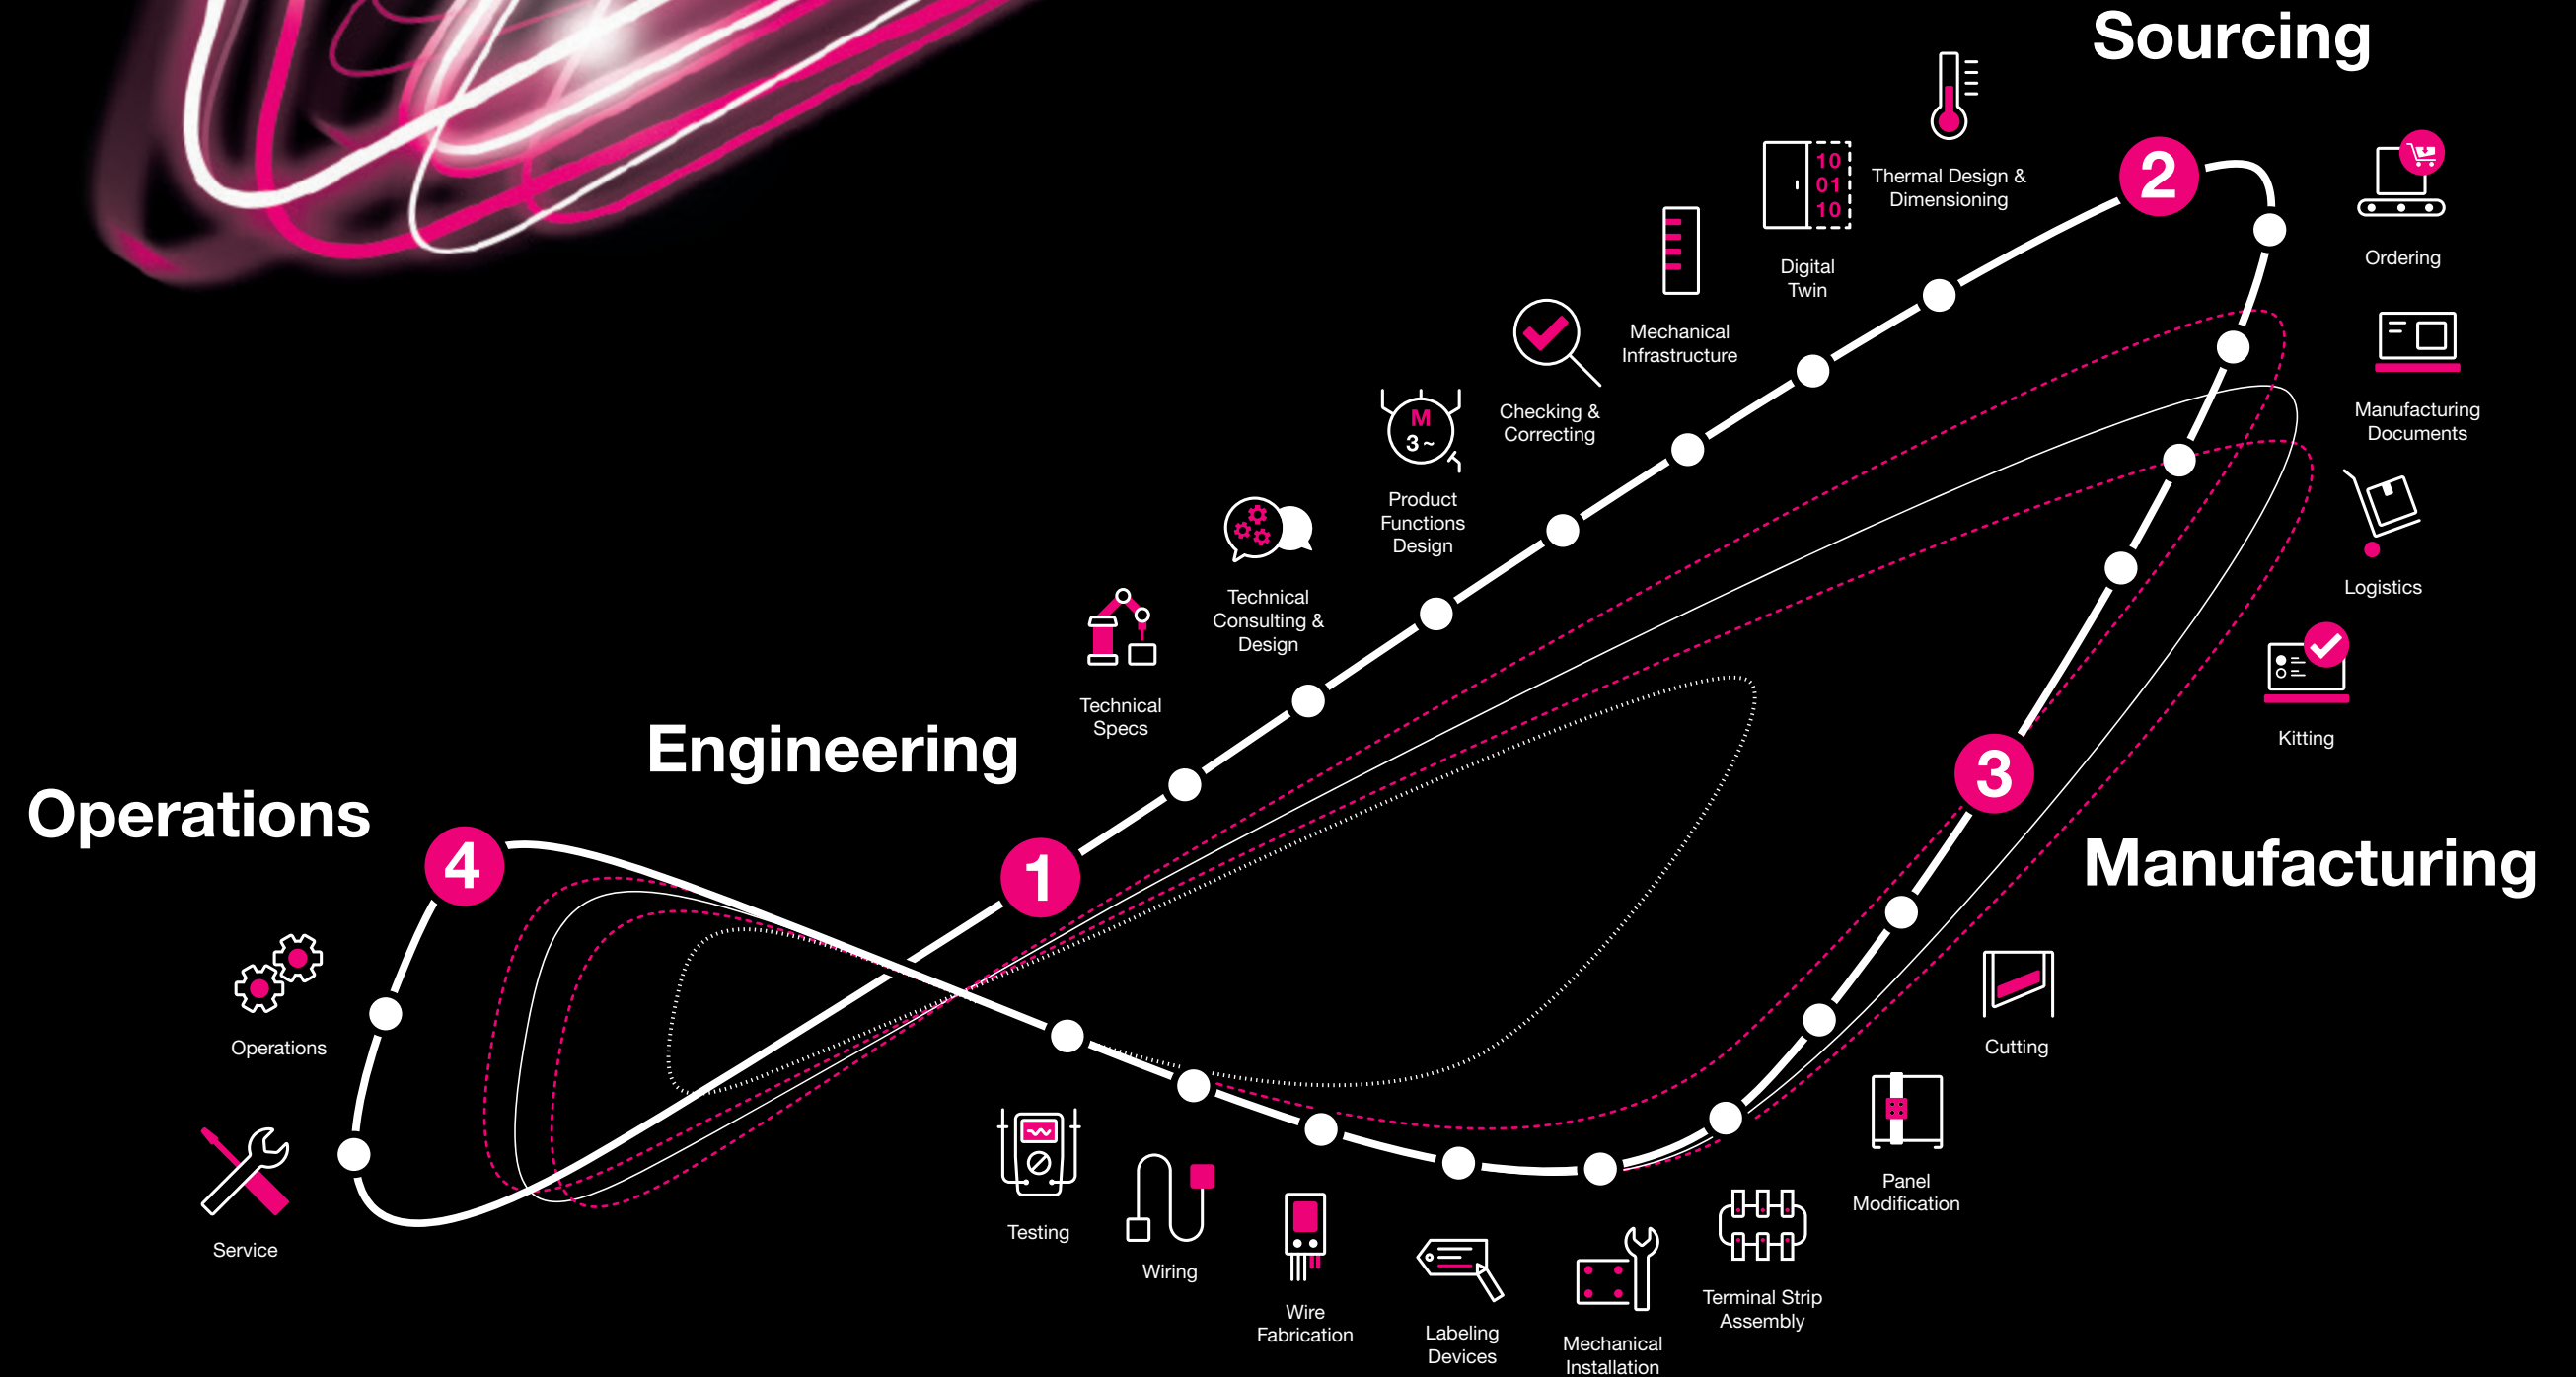 Sourcing
2
Thermal Design &
Dimensioning
10
01
10
Digital
Twin
Mechanical
Infrastructure
Checking &
Correcting
M
3~
Product
Functions
Design
Technical
Consulting &
Design
Technical
Specs
Engineering
1
Ordering
Manufacturing
Documents
Logistics
Kitting
3
Manufacturing
Cutting
Panel
Modification
Terminal Strip
Assembly
Mechanical
Installation
Labeling
Devices
Wire
Fabrication
Wiring
Testing
Operations
4
Operations
Service